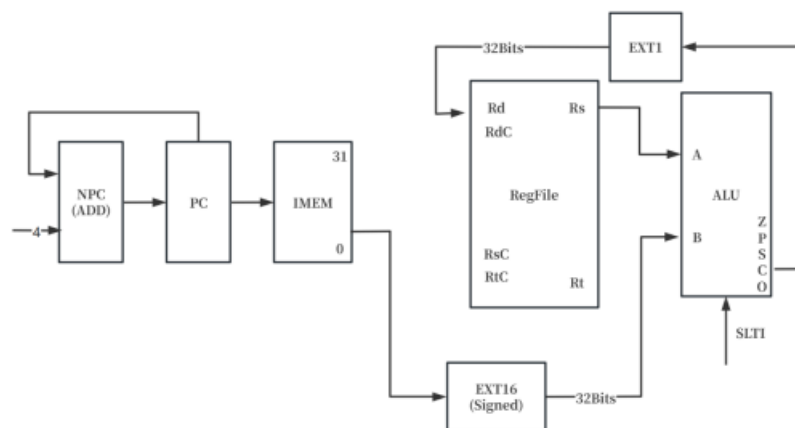 32Bits
EXT1
31
Rd
Rs
RdC
A
NPC
(ADD)
PC
IMEM
RegFile
ALU
4
0
B
Z
P
S
C
O
RsC
RtC
Rt
SLTI
EXT16
(Signed)
32Bits